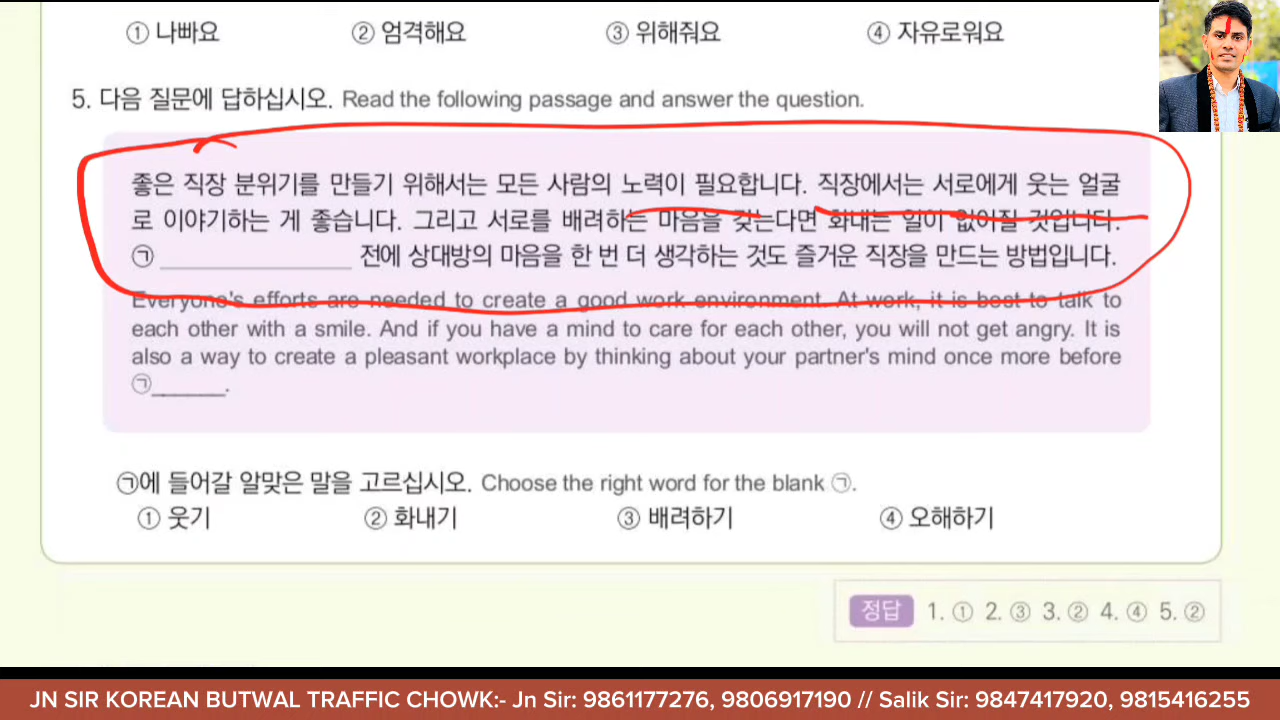 ① 나빠요 ② 엄격해요 ③ 위해줘요 ④ 자유로워요
5. 다음 질문에 답하십시오. Read the following passage and answer the question.
좋은 직장 분위기를 만들기 위해서는 모든 사람의 노력이 필요합니다. 직장에서는 서로에게 웃는 얼굴
로 이야기하는 게 좋습니다. 그리고 서로를 배려하는 마음을 갖는다면 화내는 일이 없어질 것입니다.
㉠ ____________ 전에 상대방의 마음을 한 번 더 생각하는 것도 즐거운 직장을 만드는 방법입니다.
Everyone's efforts are needed to create a good work environment. At work, it is best to talk to
each other with a smile. And if you have a mind to care for each other, you will not get angry. It is
also a way to create a pleasant workplace by thinking about your partner's mind once more before
㉠______.
㉠에 들어갈 알맞은 말을 고르십시오. Choose the right word for the blank ㉠.
① 웃기 ② 화내기 ③ 배려하기 ④ 오해하기
정답 1. ① 2. ③ 3. ② 4. ④ 5. ②
JN SIR KOREAN BUTWAL TRAFFIC CHOWK:- Jn Sir: 9861177276, 9806917190 // Salik Sir: 9847417920, 9815416255